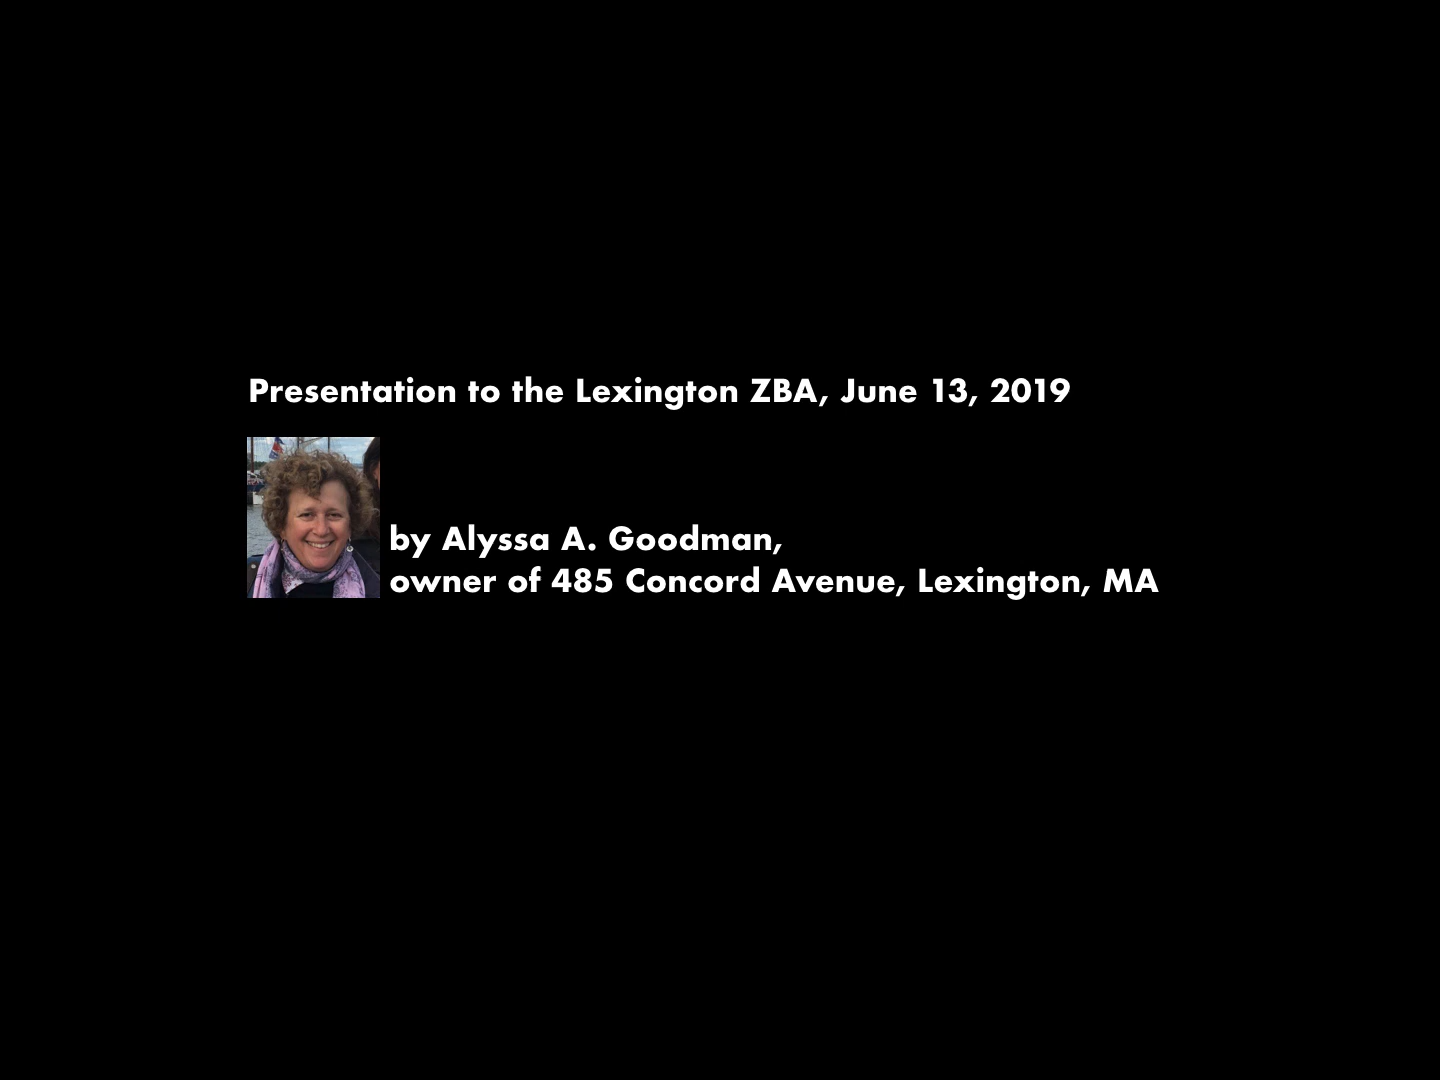 Presentation to the Lexington ZBA, June 13, 2019
by Alyssa A. Goodman,
owner of 485 Concord Avenue, Lexington, MA